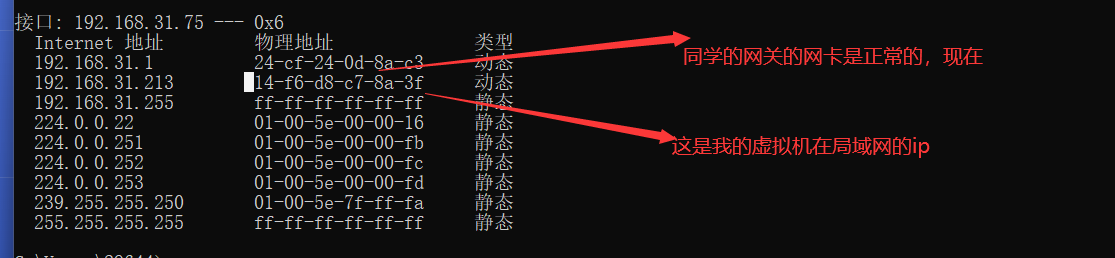 接口: 192.168.31.75 --- 0x6
Internet 地址 物理地址 类型
192.168.31.1 24-cf-24-0d-8a-c3 动态
192.168.31.213 14-f6-d8-c7-8a-3f 动态
192.168.31.255 ff-ff-ff-ff-ff-ff 静态
224.0.0.22 01-00-5e-00-00-16 静态
224.0.0.251 01-00-5e-00-00-fb 静态
224.0.0.252 01-00-5e-00-00-fc 静态
224.0.0.253 01-00-5e-00-00-fd 静态
239.255.255.250 01-00-5e-7f-ff-fa 静态
255.255.255.255 ff-ff-ff-ff-ff-ff 静态
同学的网关的网卡是正常的，现在
这是我的虚拟机在局域网的ip